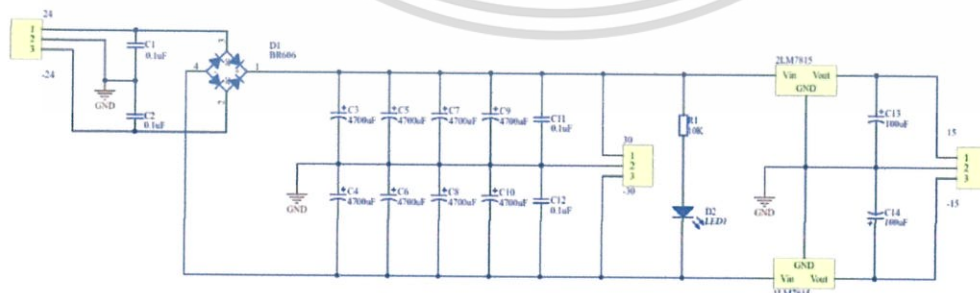 24
1
2
3
-24
C1
0.1uF
GND
C2
0.1uF
D1
BR606
3
4
1
2
C3
4700uF
C5
4700uF
C7
4700uF
C9
4700uF
C11
0.1uF
GND
C4
4700uF
C6
4700uF
C8
4700uF
C10
4700uF
C12
0.1uF
30
1
2
3
-30
R1
10K
D2
LED1
2LM7815
Vin Vout
GND
C13
100uF
GND
C14
100uF
GND
Vin Vout
15
1
2
3
-15